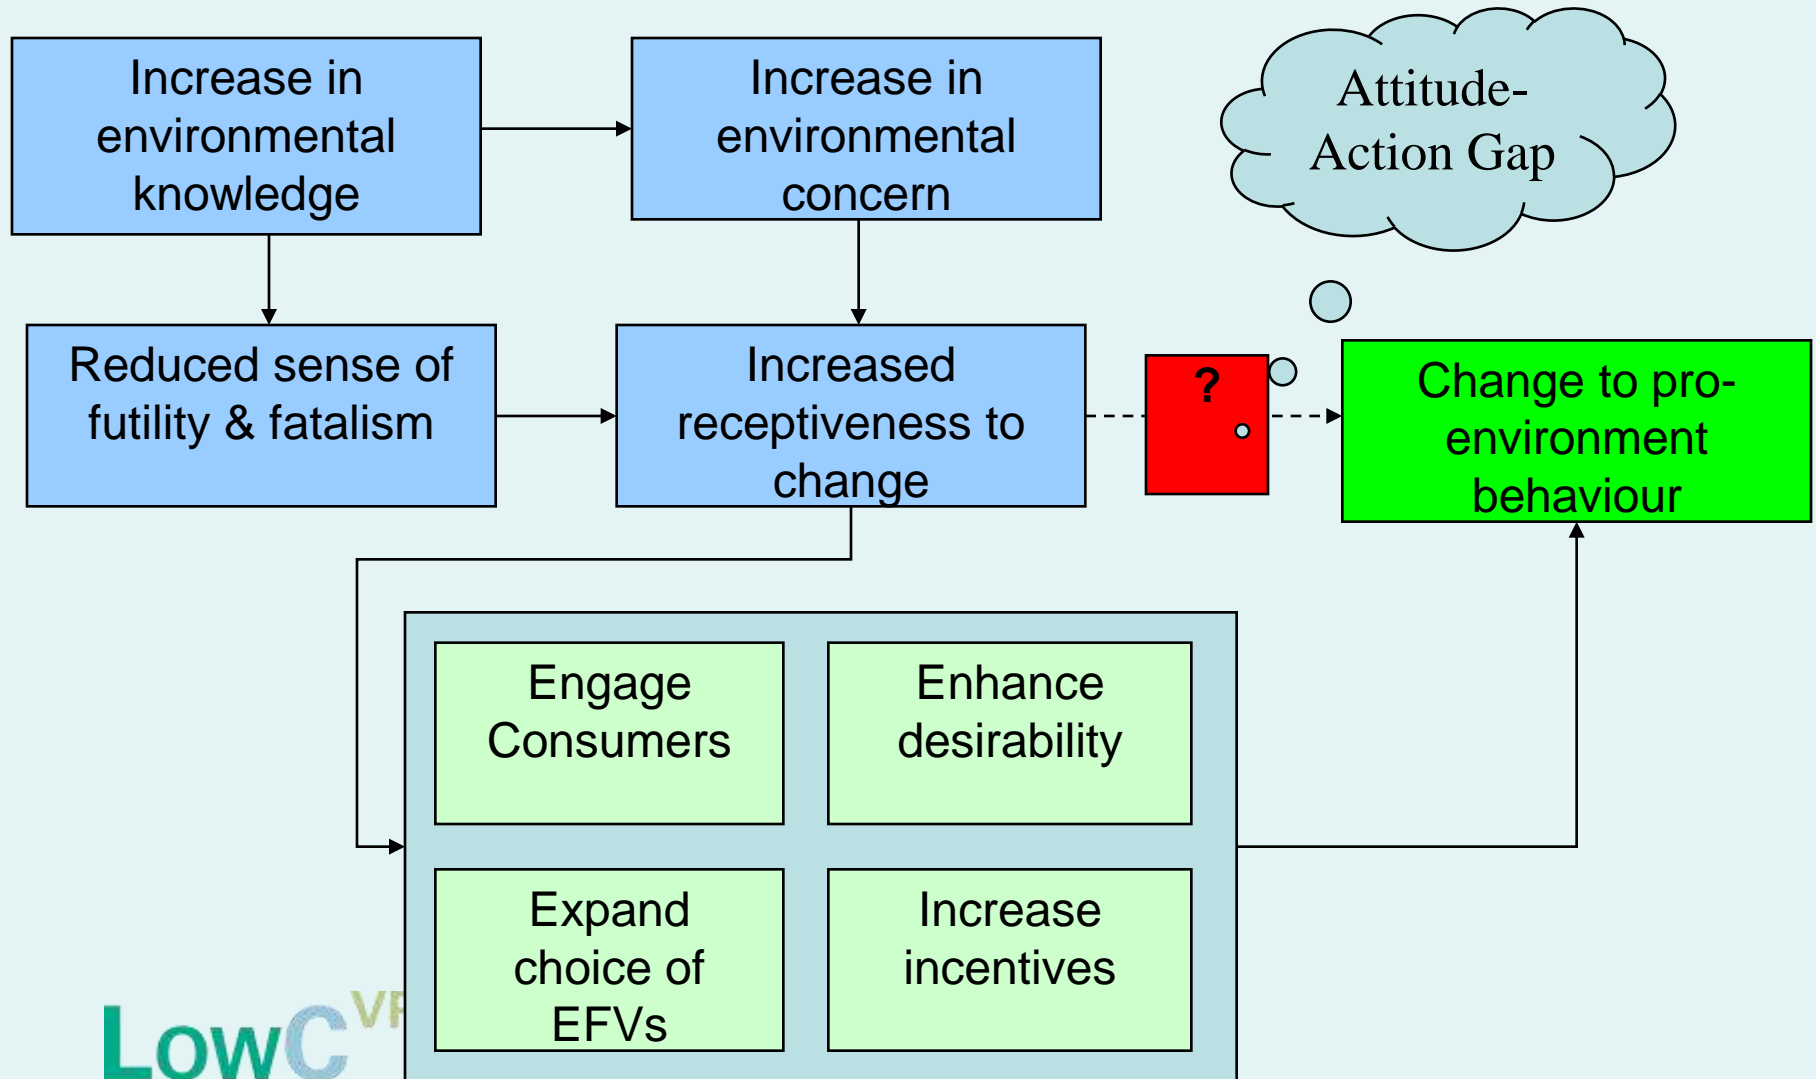 Increase in
environmental
knowledge
Increase in
environmental
concern
Attitude-
Action Gap
Reduced sense of
futility & fatalism
Increased
receptiveness to
change
?
Change to pro-
environment
behaviour
Engage
Consumers
Enhance
desirability
Expand
choice of
EFVs
Increase
incentives
LowC